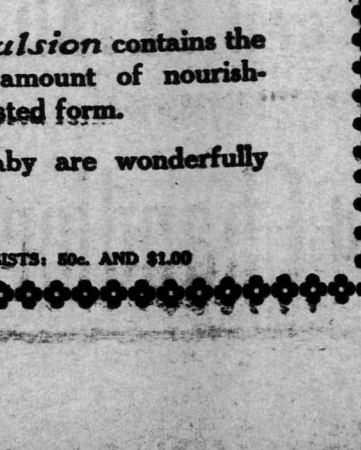 ulsion contains the
amount of nourish-
sted form.
aby are wonderfully
ISTS: 50c. AND $1.00